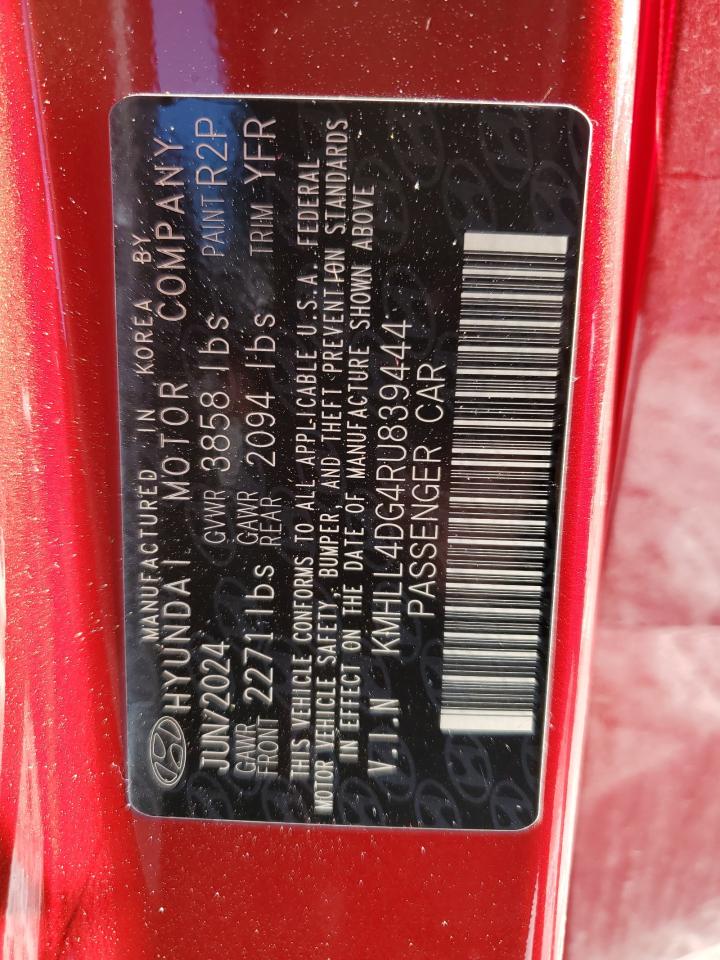 MANUFACTURED IN KOREA BY
HYUNDAI MOTOR COMPANY
JUN/2024 GVWR 3858 lbs PAINT R2P
GAWR FRONT 2271 lbs GAWR REAR 2094 lbs TRIM YFR
THIS VEHICLE CONFORMS TO ALL APPLICABLE U.S.A. FEDERAL
MOTOR VEHICLE SAFETY, BUMPER, AND THEFT PREVENTION STANDARDS
IN EFFECT ON THE DATE OF MANUFACTURE SHOWN ABOVE
V.I.N KMHLL4DG4RU839444
PASSENGER CAR